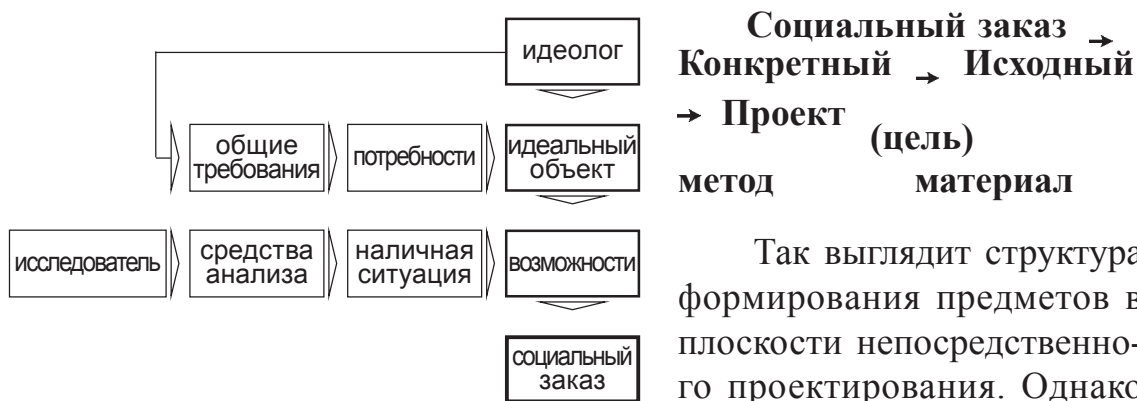 идеолог
общие
требования
потребности
идеальный
объект
исследователь
средства
анализа
наличная
ситуация
возможности
социальный
заказ
Социальный заказ →
Конкретный → Исходный
→ Проект
(цель)
метод материал
Так выглядит структура
формирования предметов в
плоскости непосредственно-
го проектирования. Однако